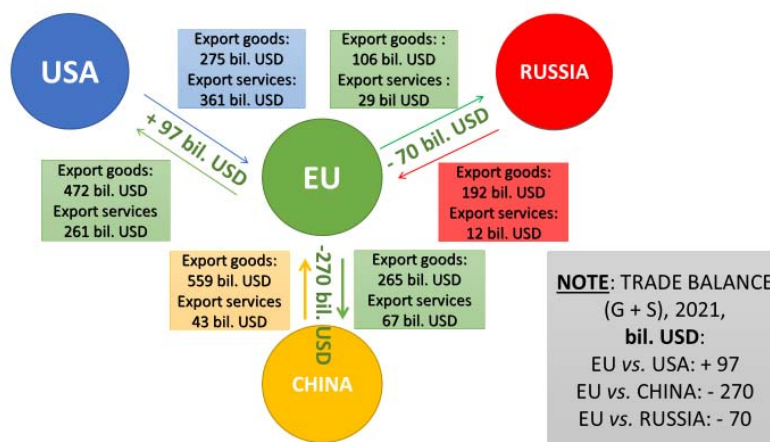 USA
Export goods:
275 bil. USD
Export services:
361 bil. USD
Export goods: :
106 bil. USD
Export services :
29 bil USD
RUSSIA
+ 97 bil. USD
EU
- 70 bil. USD
Export goods:
472 bil. USD
Export services
261 bil. USD
Export goods:
192 bil. USD
Export services:
12 bil. USD
Export goods:
559 bil. USD
Export services
43 bil. USD
-270 bil. USD
Export goods:
265 bil. USD
Export services
67 bil. USD
CHINA
NOTE: TRADE BALANCE
(G + S), 2021,
bil. USD:
EU vs. USA: + 97
EU vs. CHINA: - 270
EU vs. RUSSIA: - 70